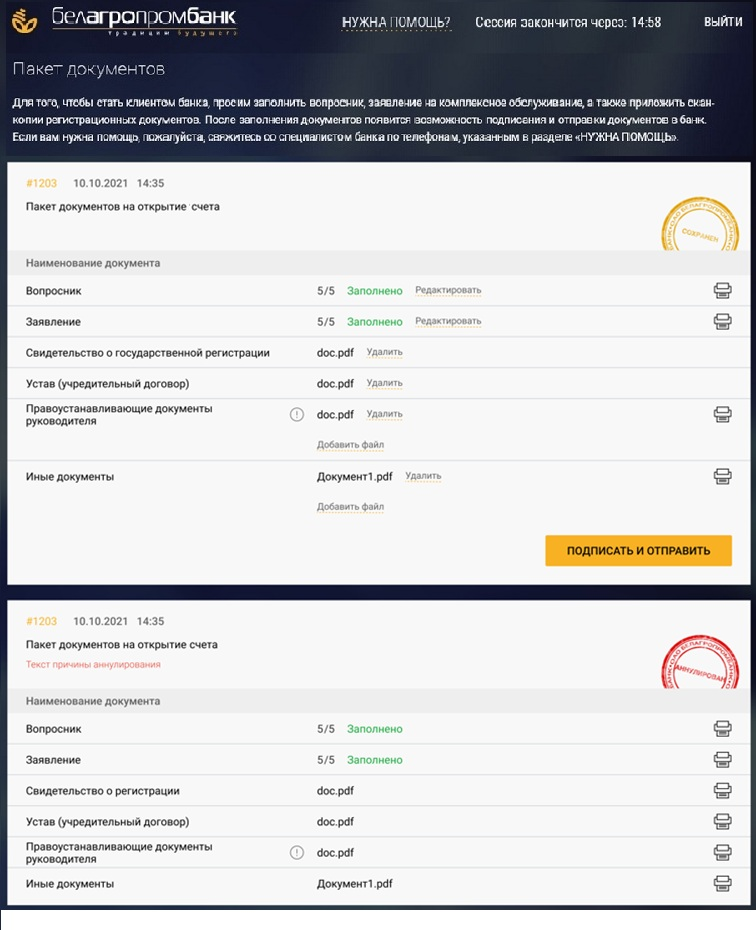 белагропромбанк
традиции будущего
НУЖНА ПОМОЩЬ?
Сессия закончится через: 14:58
ВЫЙТИ
Пакет документов
Для того, чтобы стать клиентом банка, просим заполнить вопросник, заявление на комплексное обслуживание, а также приложить скан-
копии регистрационных документов. После заполнения документов появится возможность подписания и отправки документов в банк.
Если вам нужна помощь, пожалуйста, свяжитесь со специалистом банка по телефонам, указанным в разделе «НУЖНА ПОМОЩЬ».
#1203 10.10.2021 14:35
Пакет документов на открытие счета
СОХРАНЕН
Наименование документа
Вопросник 5/5 Заполнено Редактировать
Заявление 5/5 Заполнено Редактировать
Свидетельство о государственной регистрации doc.pdf Удалить
Устав (учредительный договор) doc.pdf Удалить
Правоустанавливающие документы
руководителя doc.pdf Удалить
Добавить файл
Иные документы Документ1.pdf Удалить
Добавить файл
ПОДПИСАТЬ И ОТПРАВИТЬ
#1203 10.10.2021 14:35
Пакет документов на открытие счета
Текст причины аннулирования
АННУЛИРОВАН
Наименование документа
Вопросник 5/5 Заполнено
Заявление 5/5 Заполнено
Свидетельство о регистрации doc.pdf
Устав (учредительный договор) doc.pdf
Правоустанавливающие документы
руководителя doc.pdf
Иные документы Документ1.pdf